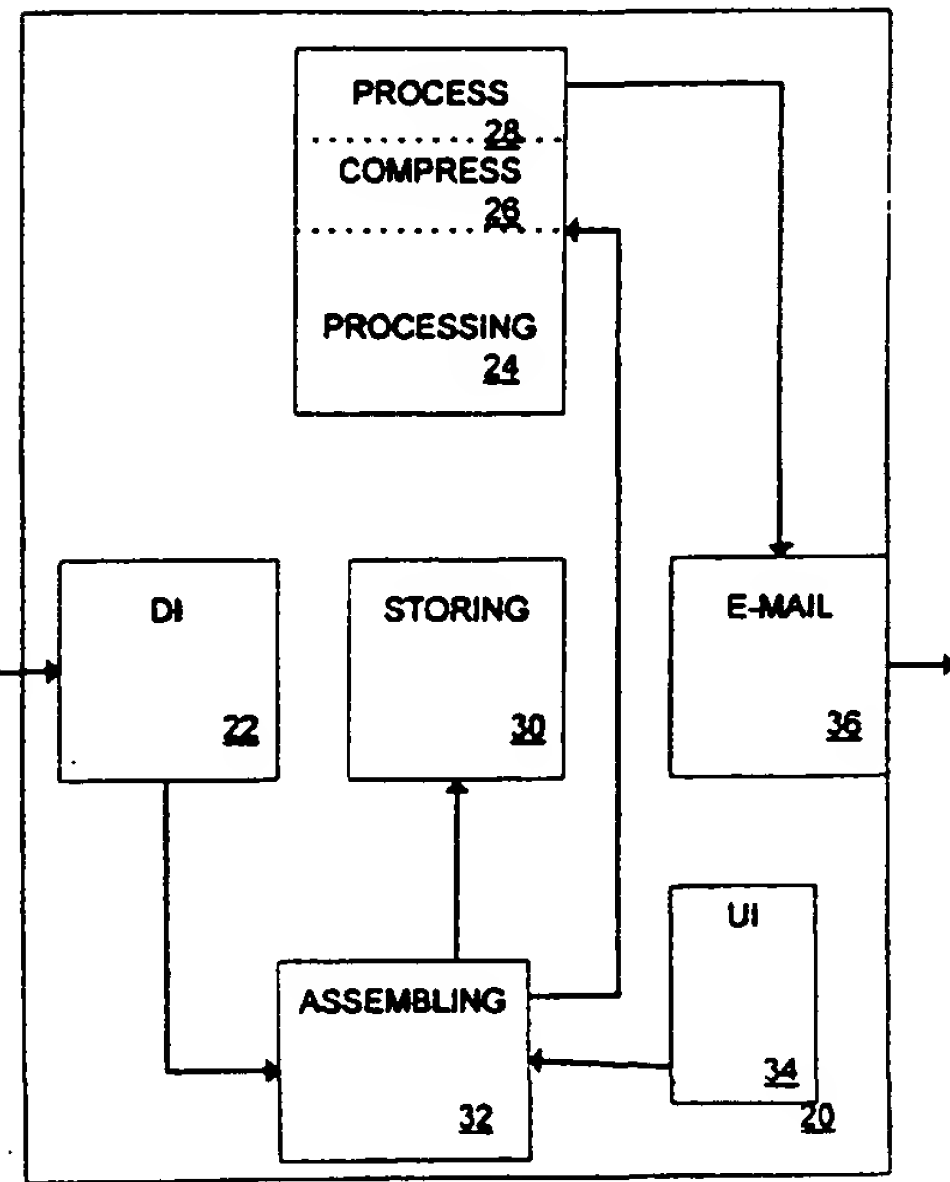 PROCESS
28
COMPRESS
26
PROCESSING
24
DI
22
STORING
30
E-MAIL
36
UI
34
20
ASSEMBLING
32